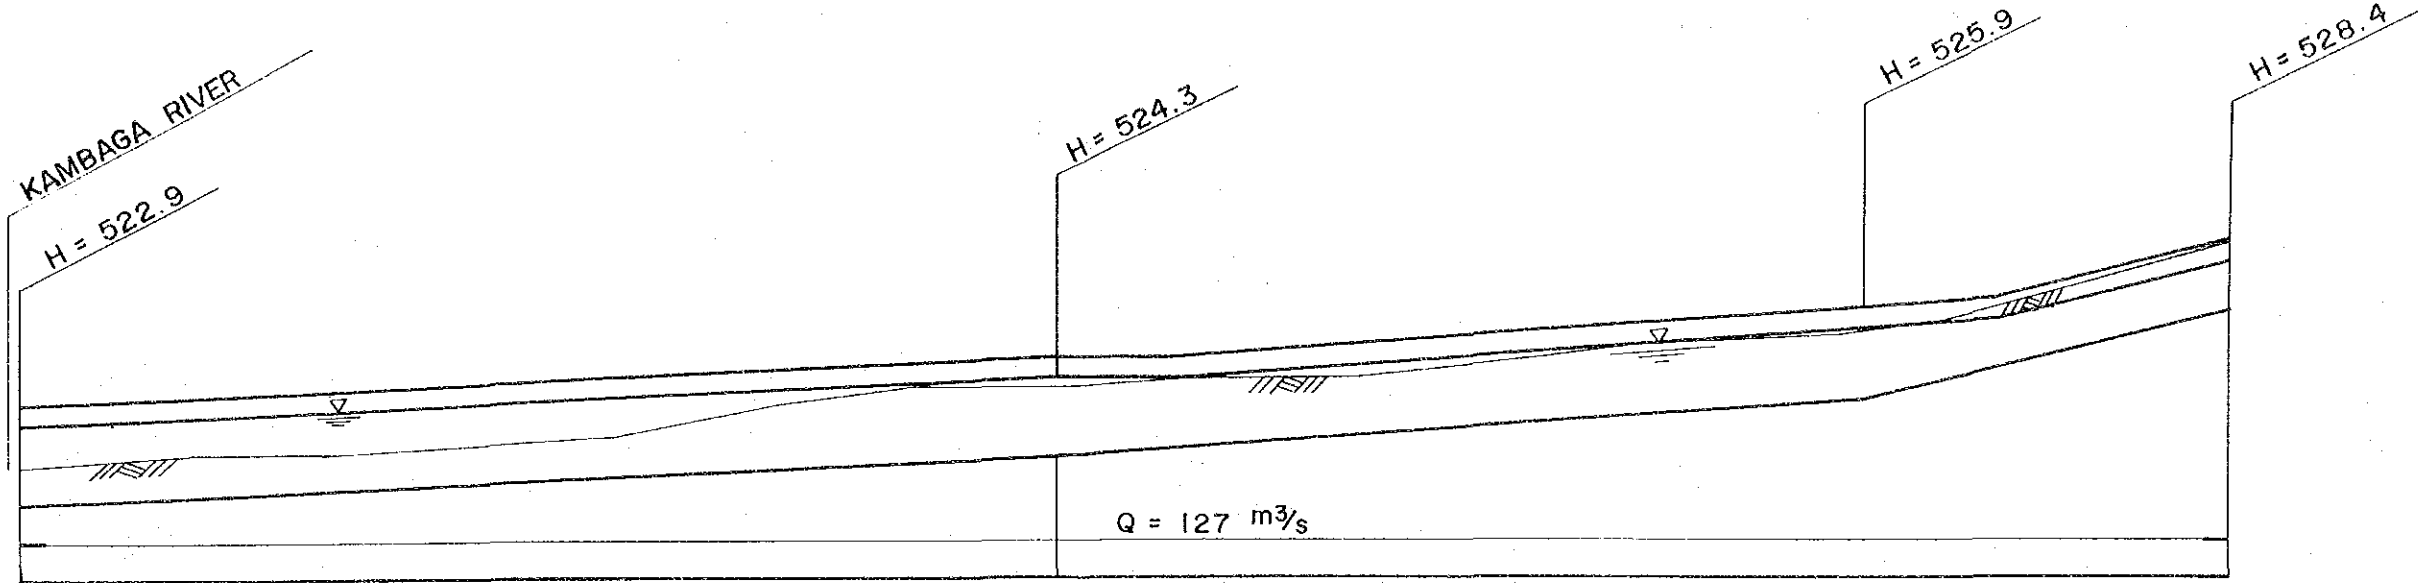 KAMBAGA RIVER
H = 522.9
H = 524.3
H = 525.9
H = 528.4
Q = 127 m³/s